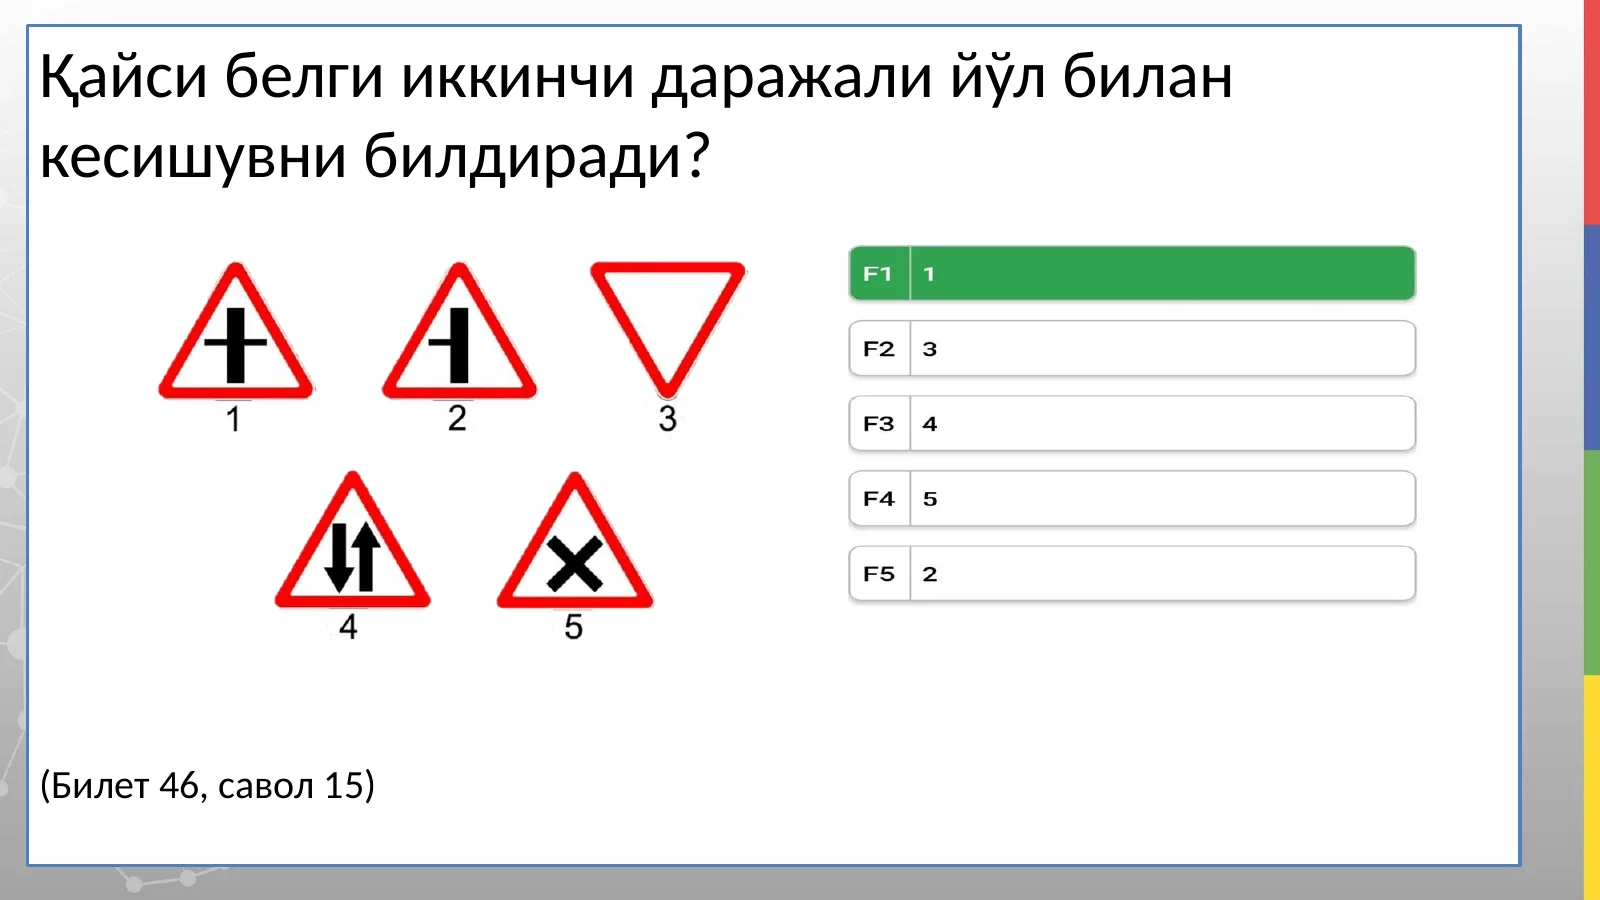 Қайси белги иккинчи даражали йўл билан
кесишувни билдиради?
1
2
3
4
5
F1 1
F2 3
F3 4
F4 5
F5 2
(Билет 46, савол 15)